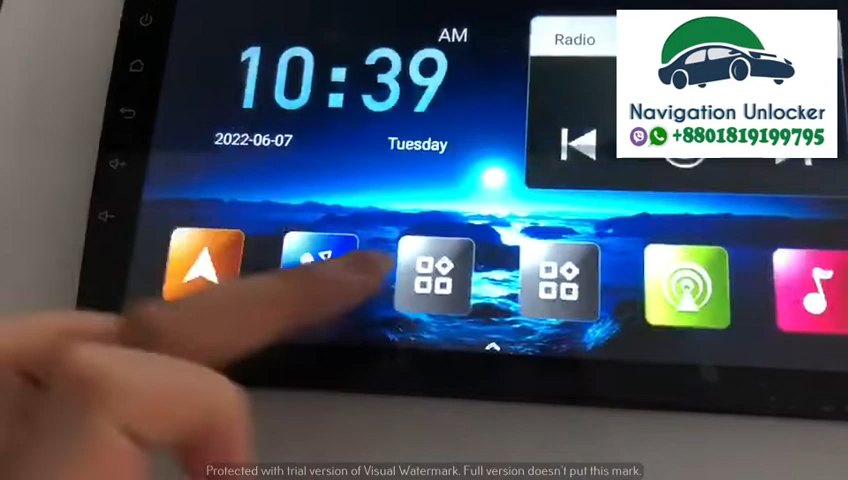 AM
10:39
2022-06-07
Tuesday
Radio
Navigation Unlocker
+8801819199795
Protected with trial version of Visual Watermark. Full version doesn't put this mark.